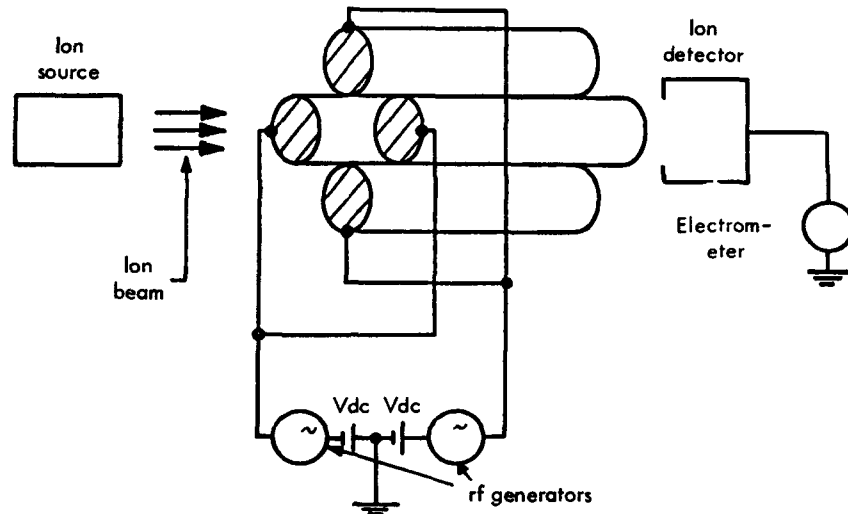 Ion
source
Ion
detector
Ion
beam
Electrom-
eter
Vdc Vdc
~ ~
rf generators